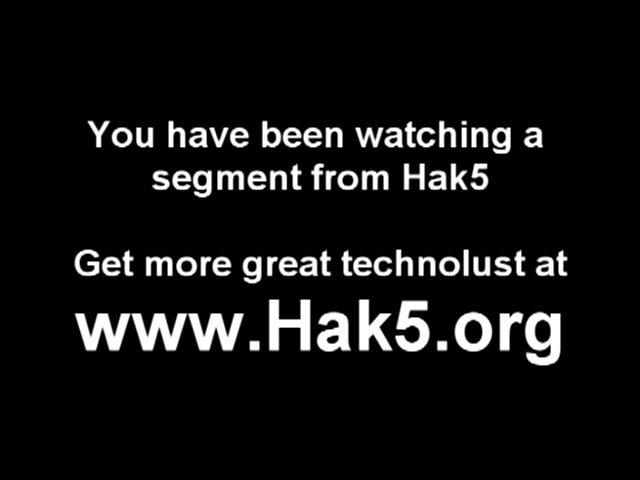 You have been watching a
segment from Hak5
Get more great technolust at
www.Hak5.org